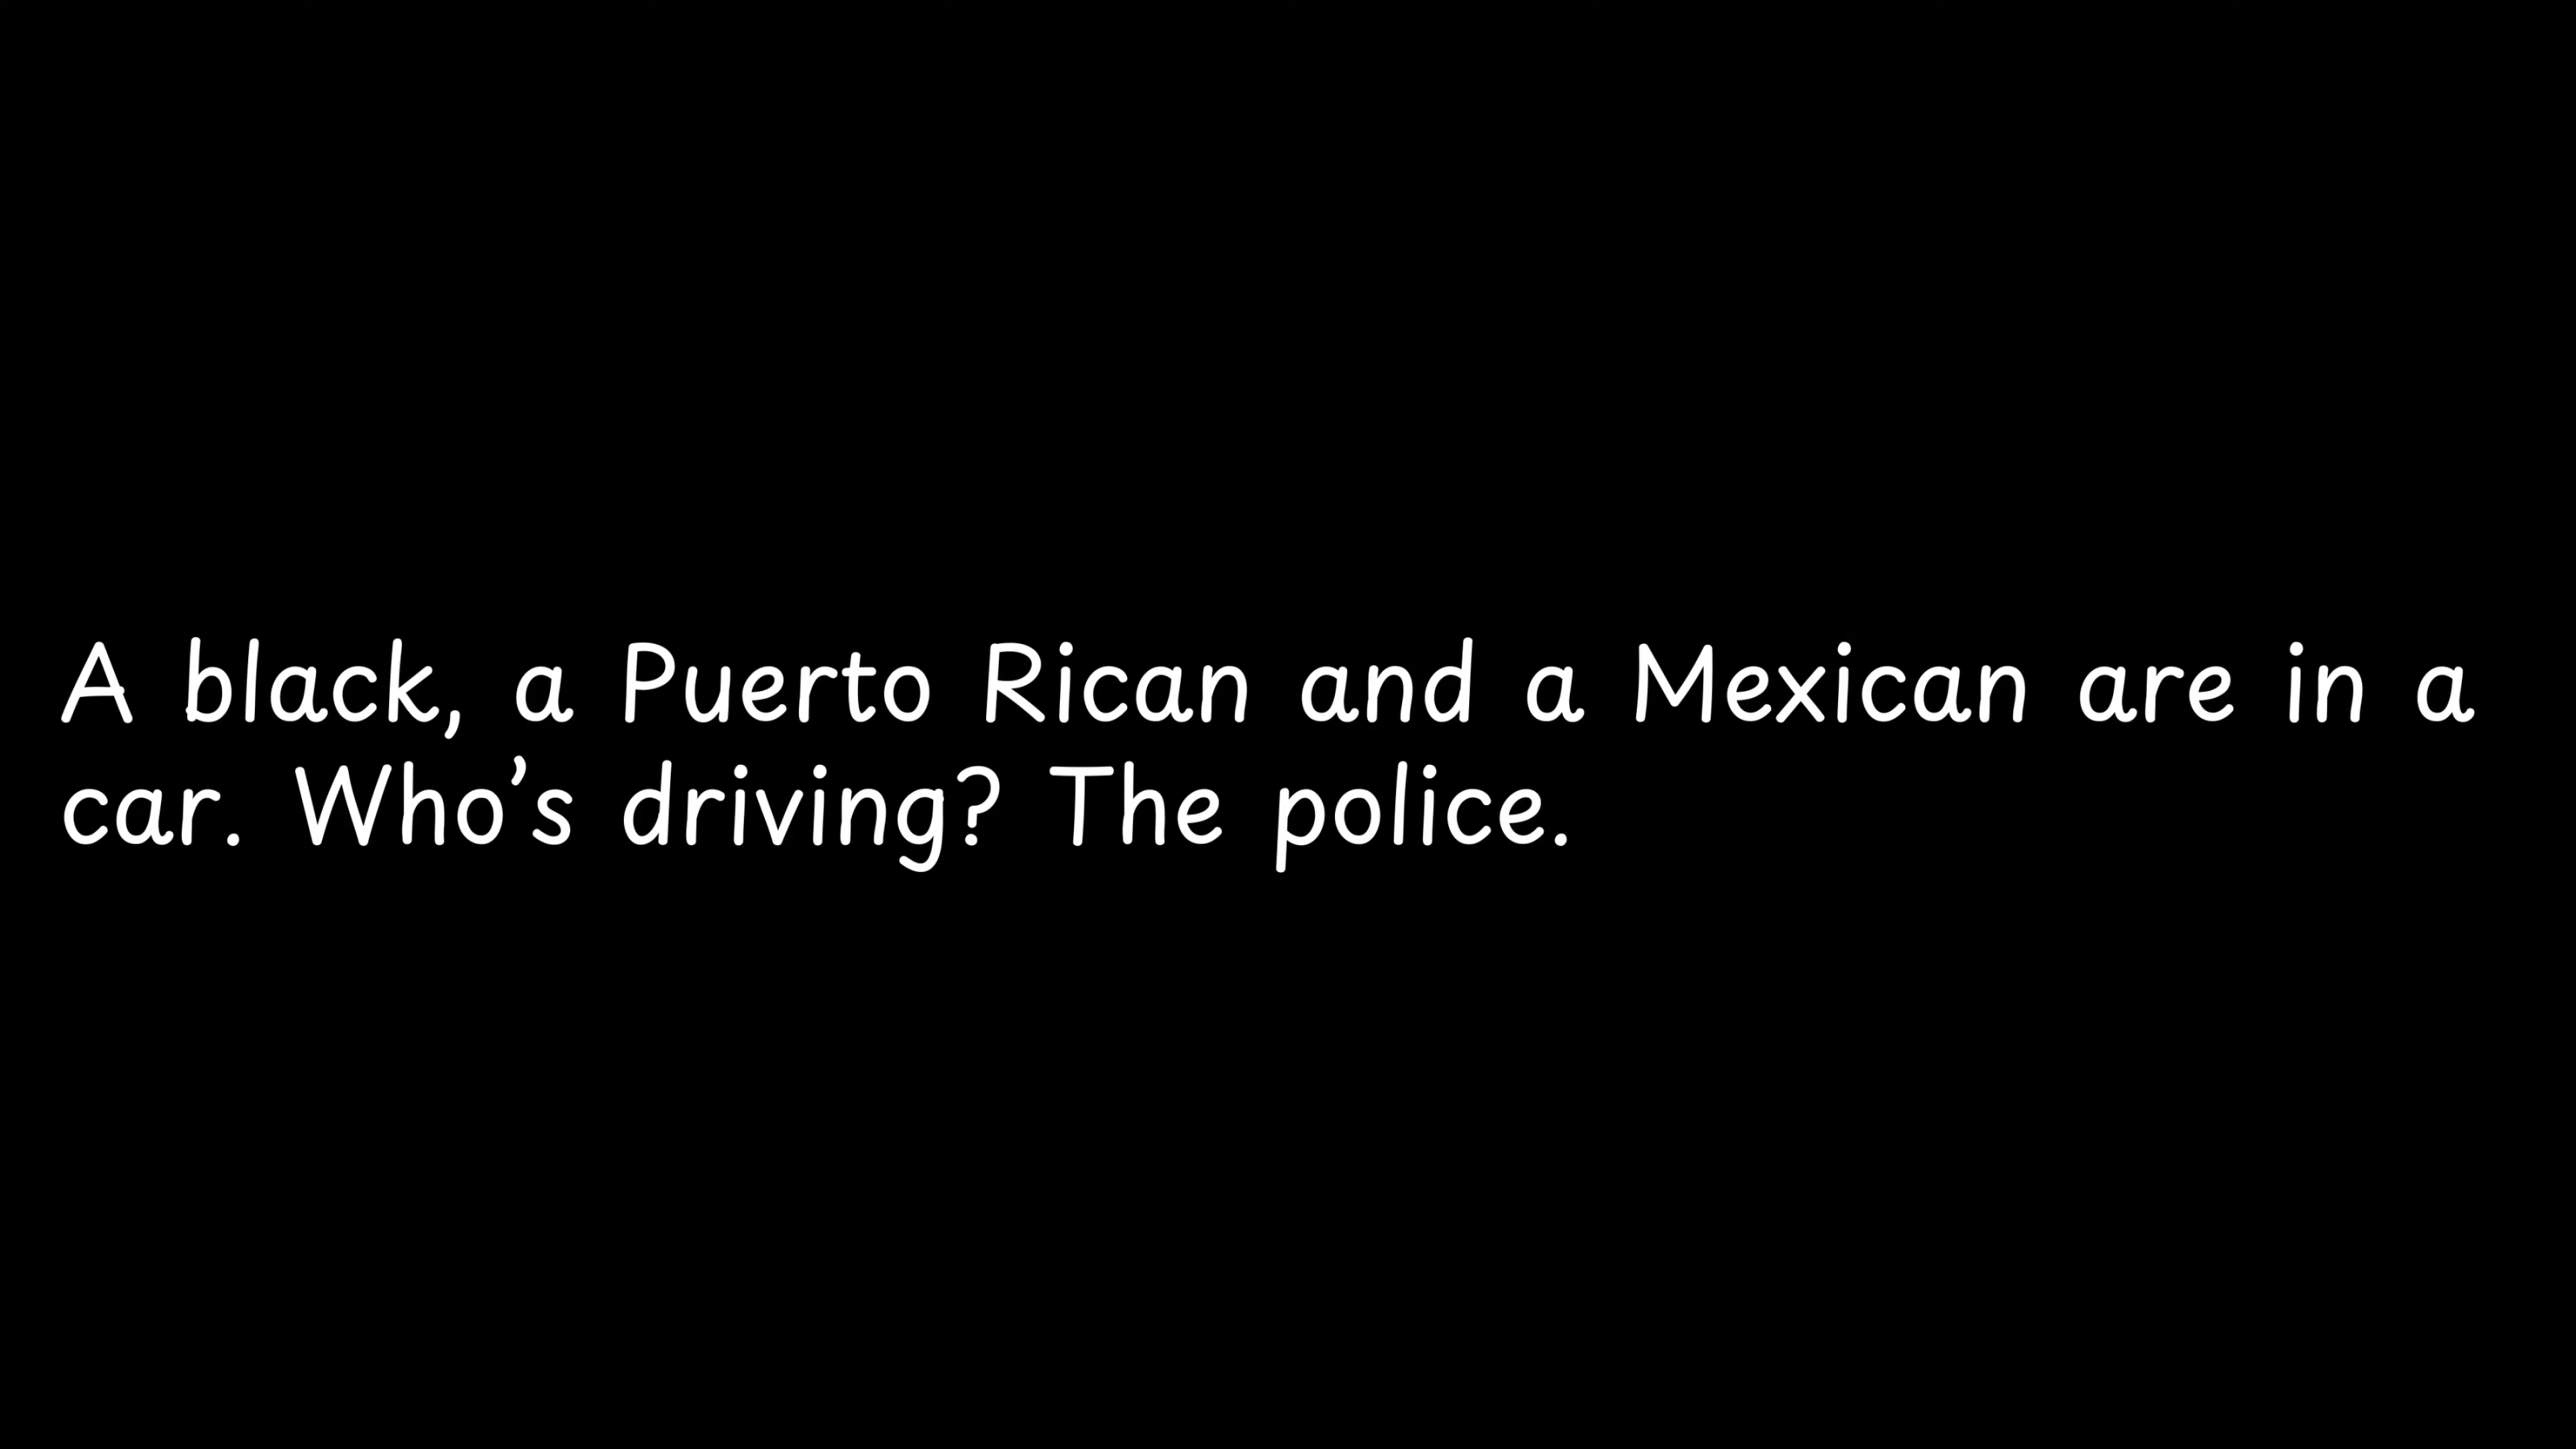 A black, a Puerto Rican and a Mexican are in a
car. Who’s driving? The police.